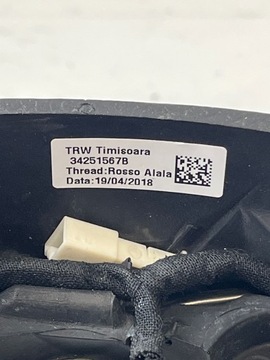 TRW Timisoara
34251567B
Thread:Rosso Alala
Data:19/04/2018